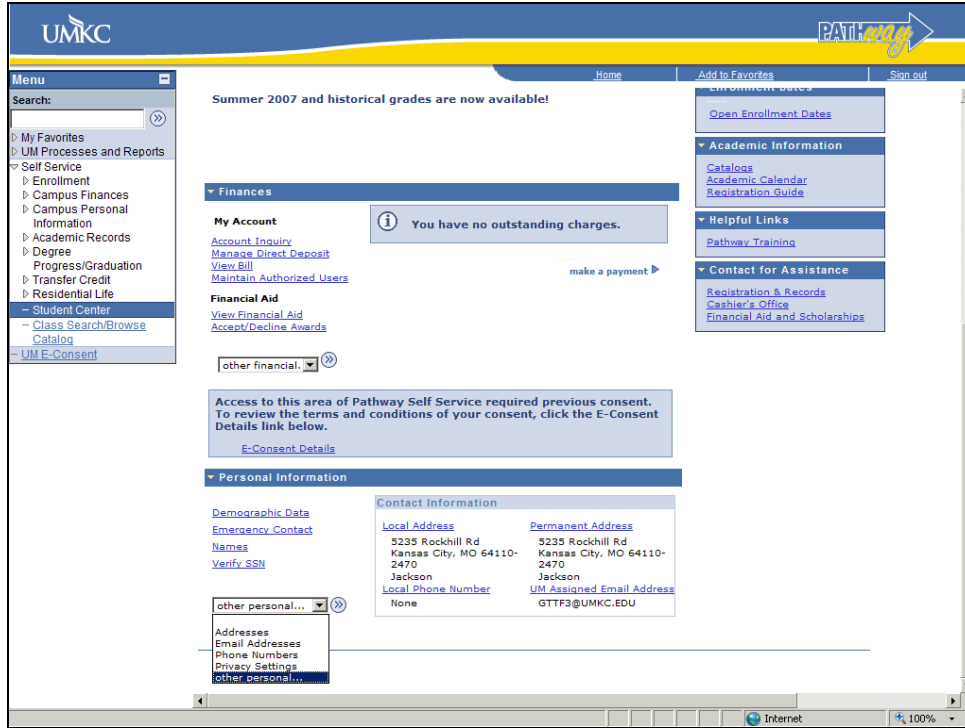 UMKC
PATHway
Menu
Search:
My Favorites
UM Processes and Reports
Self Service
Enrollment
Campus Finances
Campus Personal
Information
Academic Records
Degree
Progress/Graduation
Transfer Credit
Residential Life
– Student Center
– Class Search/Browse
Catalog
– UM E-Consent
Home
Add to Favorites
Sign out
Summer 2007 and historical grades are now available!
Finances
My Account
Account Inquiry
Manage Direct Deposit
View Bill
Maintain Authorized Users
Financial Aid
View Financial Aid
Accept/Decline Awards
other financial.
i You have no outstanding charges.
make a payment
Access to this area of Pathway Self Service required previous consent.
To review the terms and conditions of your consent, click the E-Consent
Details link below.
E-Consent Details
Personal Information
Demographic Data
Emergency Contact
Names
Verify SSN
other personal...
Addresses
Email Addresses
Phone Numbers
Privacy Settings
other personal...
Contact Information
Local Address
5235 Rockhill Rd
Kansas City, MO 64110-
2470
Jackson
Local Phone Number
None
Permanent Address
5235 Rockhill Rd
Kansas City, MO 64110-
2470
Jackson
UM Assigned Email Address
GTTF3@UMKC.EDU
Enrollment Dates
Open Enrollment Dates
Academic Information
Catalogs
Academic Calendar
Registration Guide
Helpful Links
Pathway Training
Contact for Assistance
Registration & Records
Cashier's Office
Financial Aid and Scholarships
Internet
100%